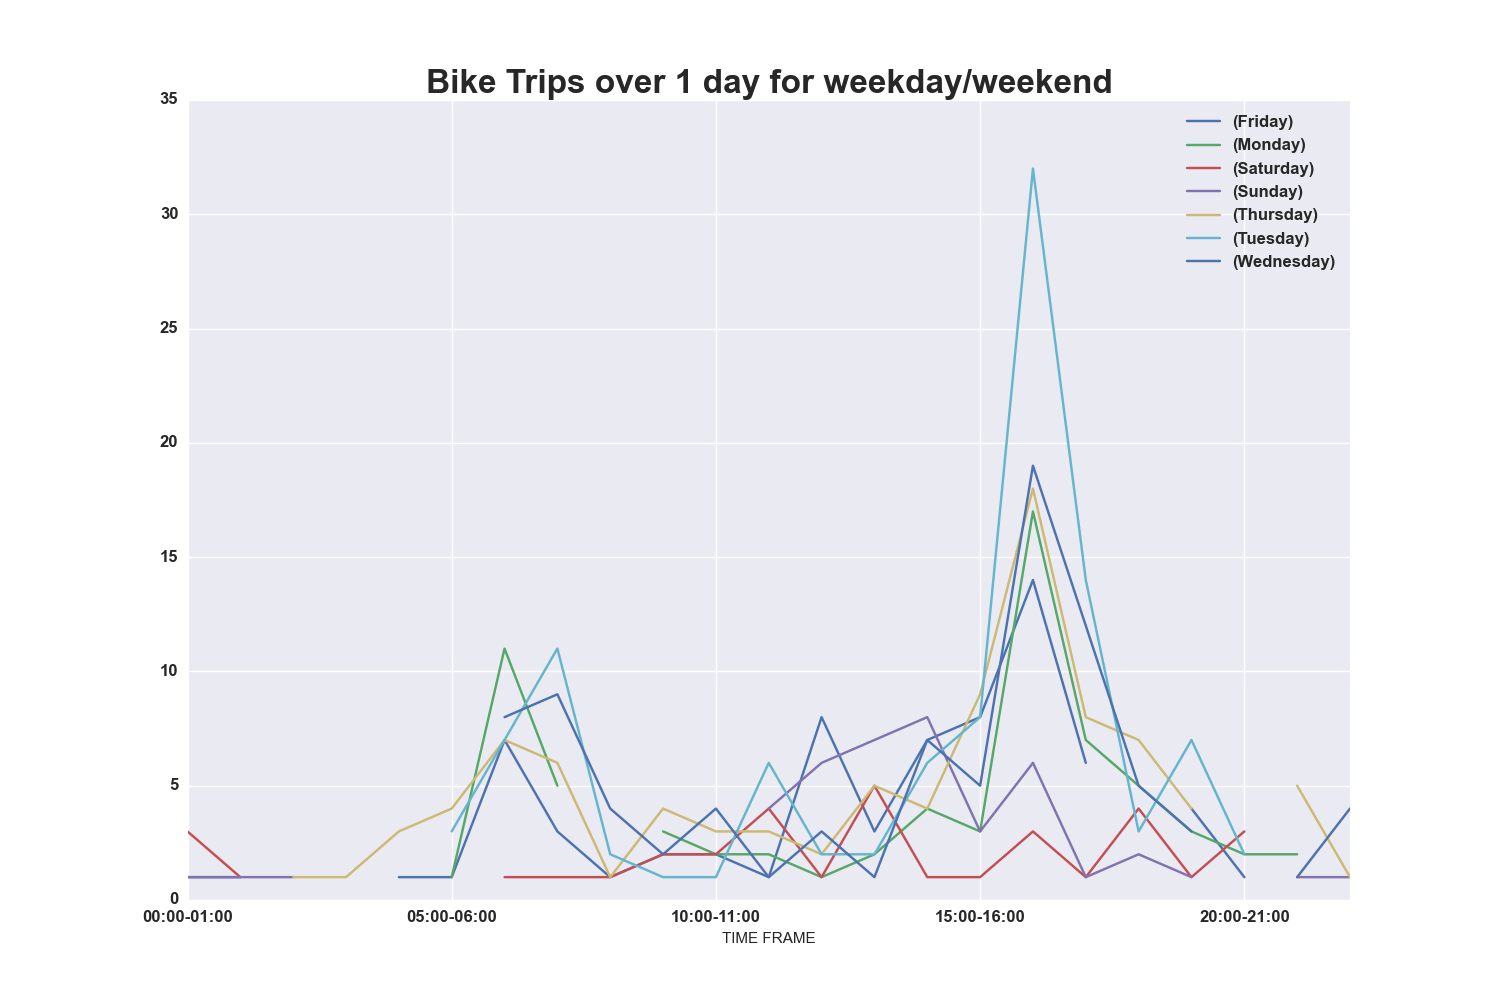 Bike Trips over 1 day for weekday/weekend
35
30
25
20
15
10
5
0
(Friday)
(Monday)
(Saturday)
(Sunday)
(Thursday)
(Tuesday)
(Wednesday)
00:00-01:00 05:00-06:00 10:00-11:00 15:00-16:00 20:00-21:00
TIME FRAME